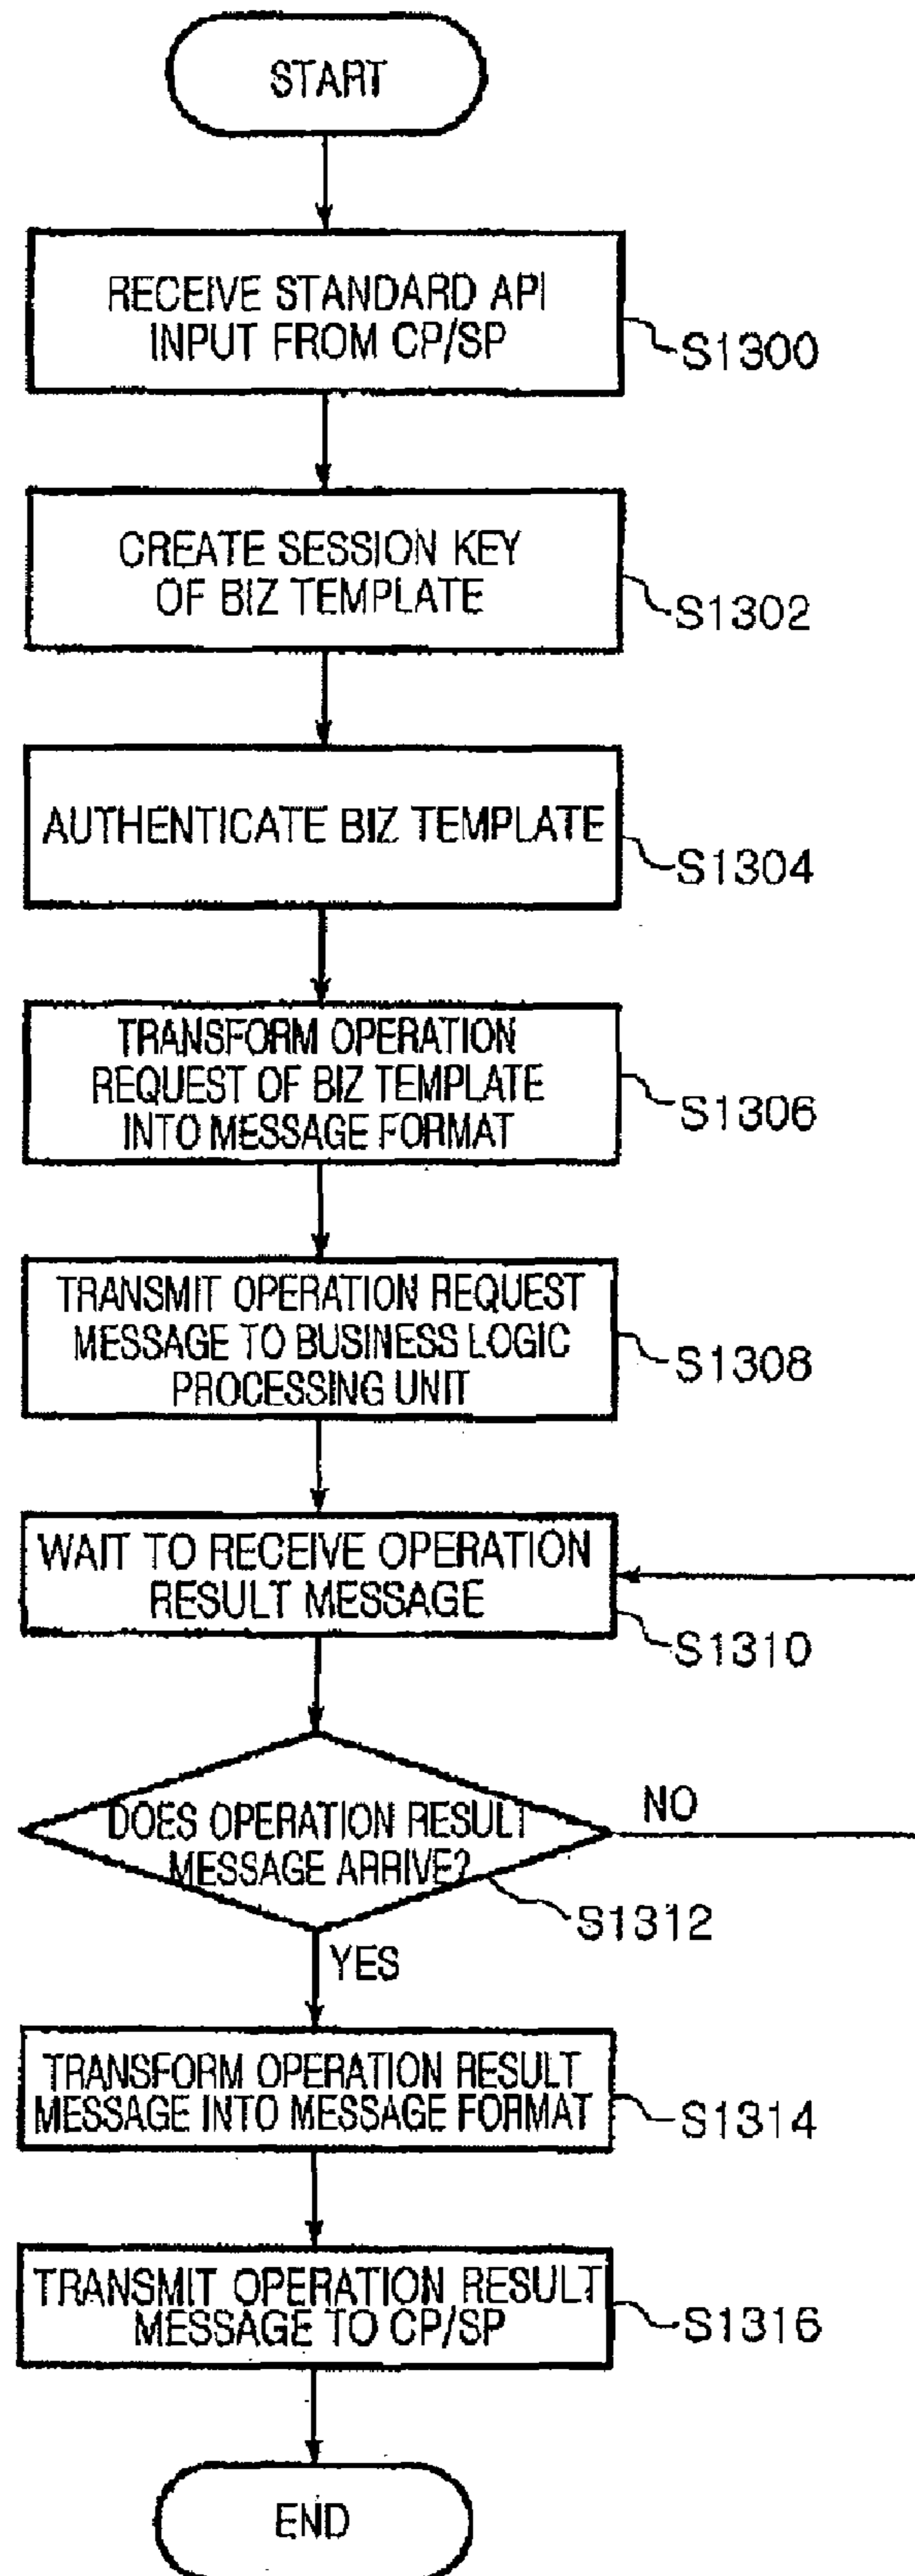 START
RECEIVE STANDARD API
INPUT FROM CP/SP
S1300
CREATE SESSION KEY
OF BIZ TEMPLATE
S1302
AUTHENTICATE BIZ TEMPLATE
S1304
TRANSFORM OPERATION
REQUEST OF BIZ TEMPLATE
INTO MESSAGE FORMAT
S1306
TRANSMIT OPERATION REQUEST
MESSAGE TO BUSINESS LOGIC
PROCESSING UNIT
S1308
WAIT TO RECEIVE OPERATION
RESULT MESSAGE
S1310
DOES OPERATION RESULT
MESSAGE ARRIVE?
NO
S1312
YES
TRANSFORM OPERATION RESULT
MESSAGE INTO MESSAGE FORMAT
S1314
TRANSMIT OPERATION RESULT
MESSAGE TO CP/SP
S1316
END